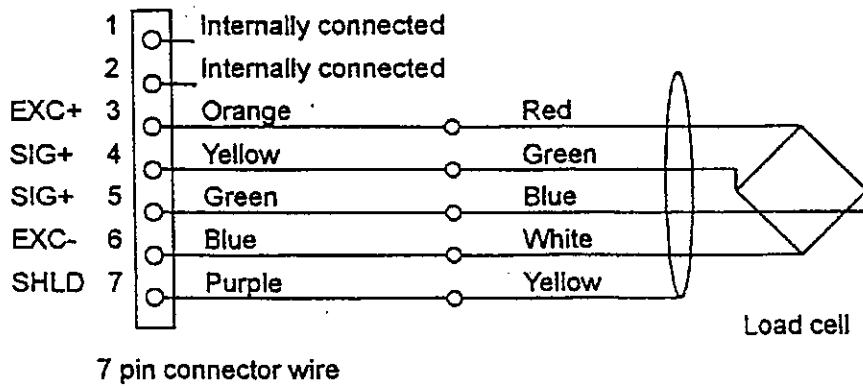 1 Internally connected
2 Internally connected
EXC+ 3 Orange Red
SIG+ 4 Yellow Green
SIG+ 5 Green Blue
EXC- 6 Blue White
SHLD 7 Purple Yellow
Load cell
7 pin connector wire